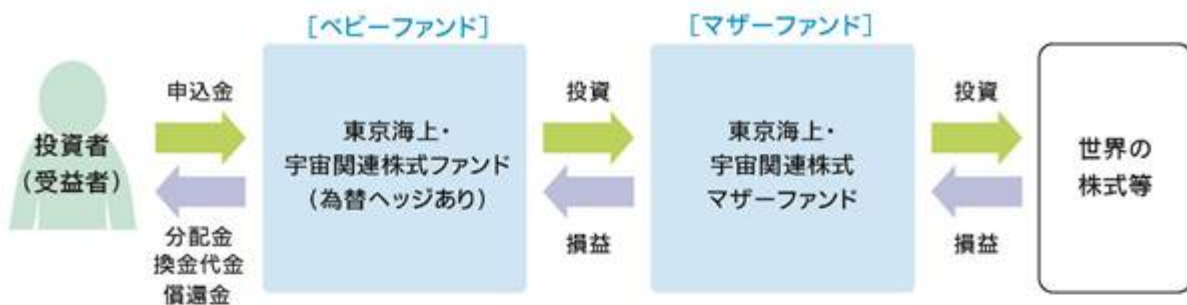 [ベビーファンド]
[マザーファンド]
投資者
(受益者)
申込金
分配金
換金代金
償還金
東京海上・
宇宙関連株式ファンド
(為替ヘッジあり)
投資
損益
東京海上・
宇宙関連株式
マザーファンド
投資
損益
世界の
株式等